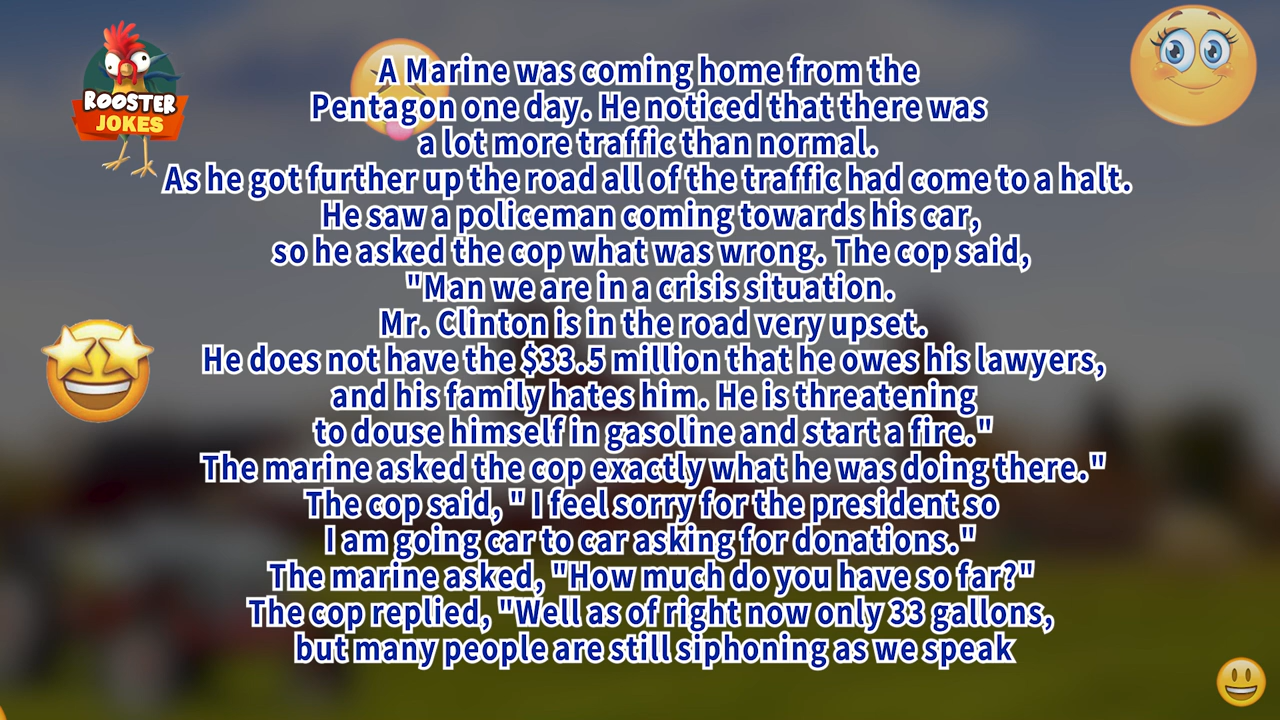 ROOSTER
JOKES
A Marine was coming home from the
Pentagon one day. He noticed that there was
a lot more traffic than normal.
As he got further up the road all of the traffic had come to a halt.
He saw a policeman coming towards his car,
so he asked the cop what was wrong. The cop said,
"Man we are in a crisis situation.
Mr. Clinton is in the road very upset.
He does not have the $33.5 million that he owes his lawyers,
and his family hates him. He is threatening
to douse himself in gasoline and start a fire."
The marine asked the cop exactly what he was doing there."
The cop said, " I feel sorry for the president so
I am going car to car asking for donations."
The marine asked, "How much do you have so far?"
The cop replied, "Well as of right now only 33 gallons,
but many people are still siphoning as we speak